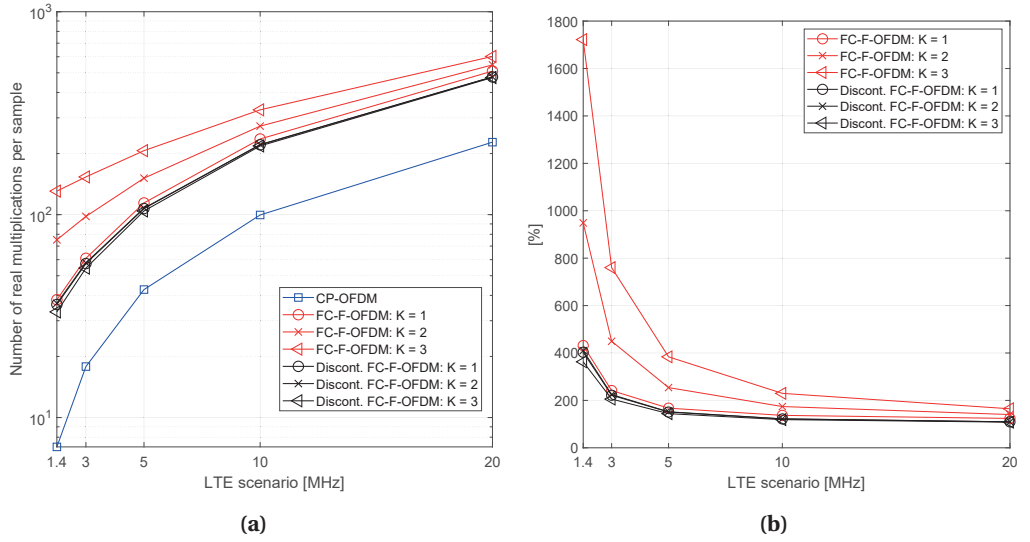 10^3
10^2
10^1
Number of real multiplications per sample
CP-OFDM
FC-F-OFDM: K = 1
FC-F-OFDM: K = 2
FC-F-OFDM: K = 3
Discont. FC-F-OFDM: K = 1
Discont. FC-F-OFDM: K = 2
Discont. FC-F-OFDM: K = 3
1.4 3 5 10 20
LTE scenario [MHz]
(a)
1800
1600
1400
1200
1000
800
600
400
200
0
[%]
FC-F-OFDM: K = 1
FC-F-OFDM: K = 2
FC-F-OFDM: K = 3
Discont. FC-F-OFDM: K = 1
Discont. FC-F-OFDM: K = 2
Discont. FC-F-OFDM: K = 3
1.4 3 5 10 20
LTE scenario [MHz]
(b)